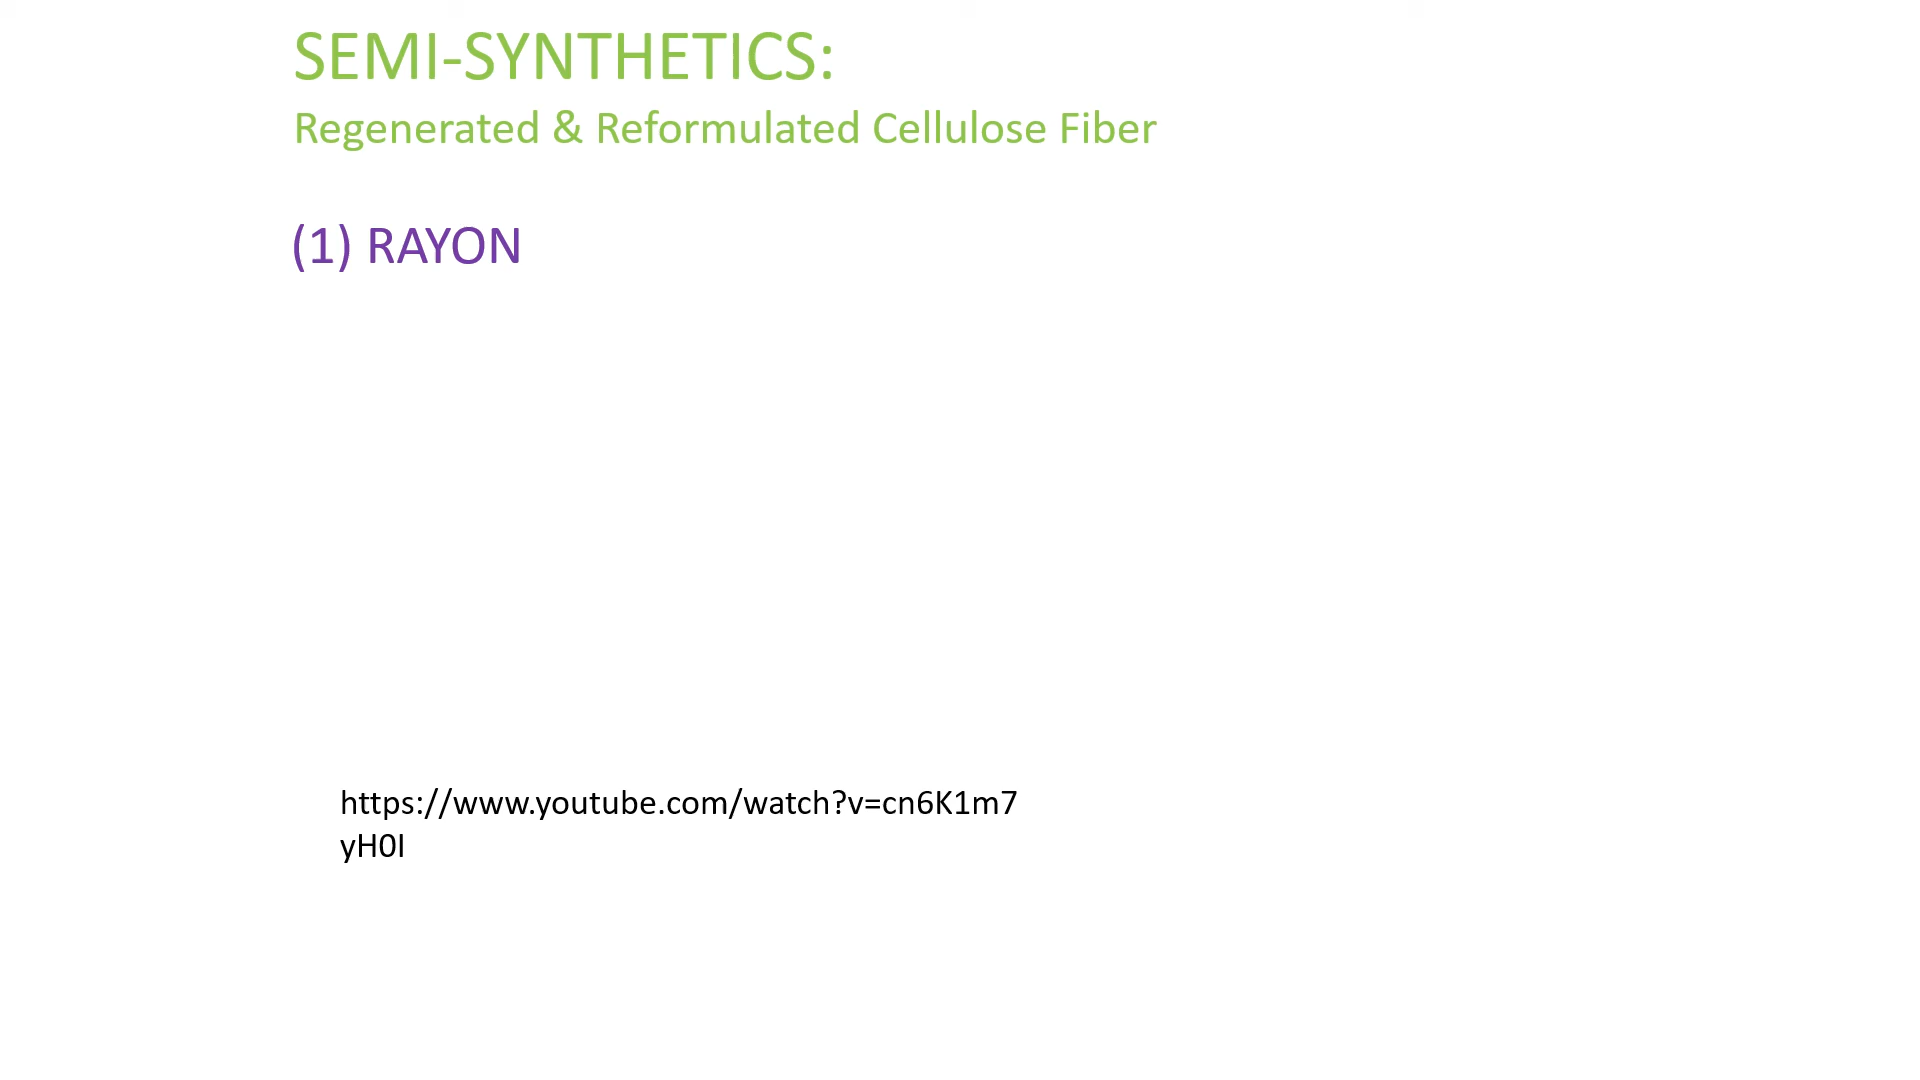 SEMI-SYNTHETICS:
Regenerated & Reformulated Cellulose Fiber
(1) RAYON
https://www.youtube.com/watch?v=cn6K1m7
yH0I